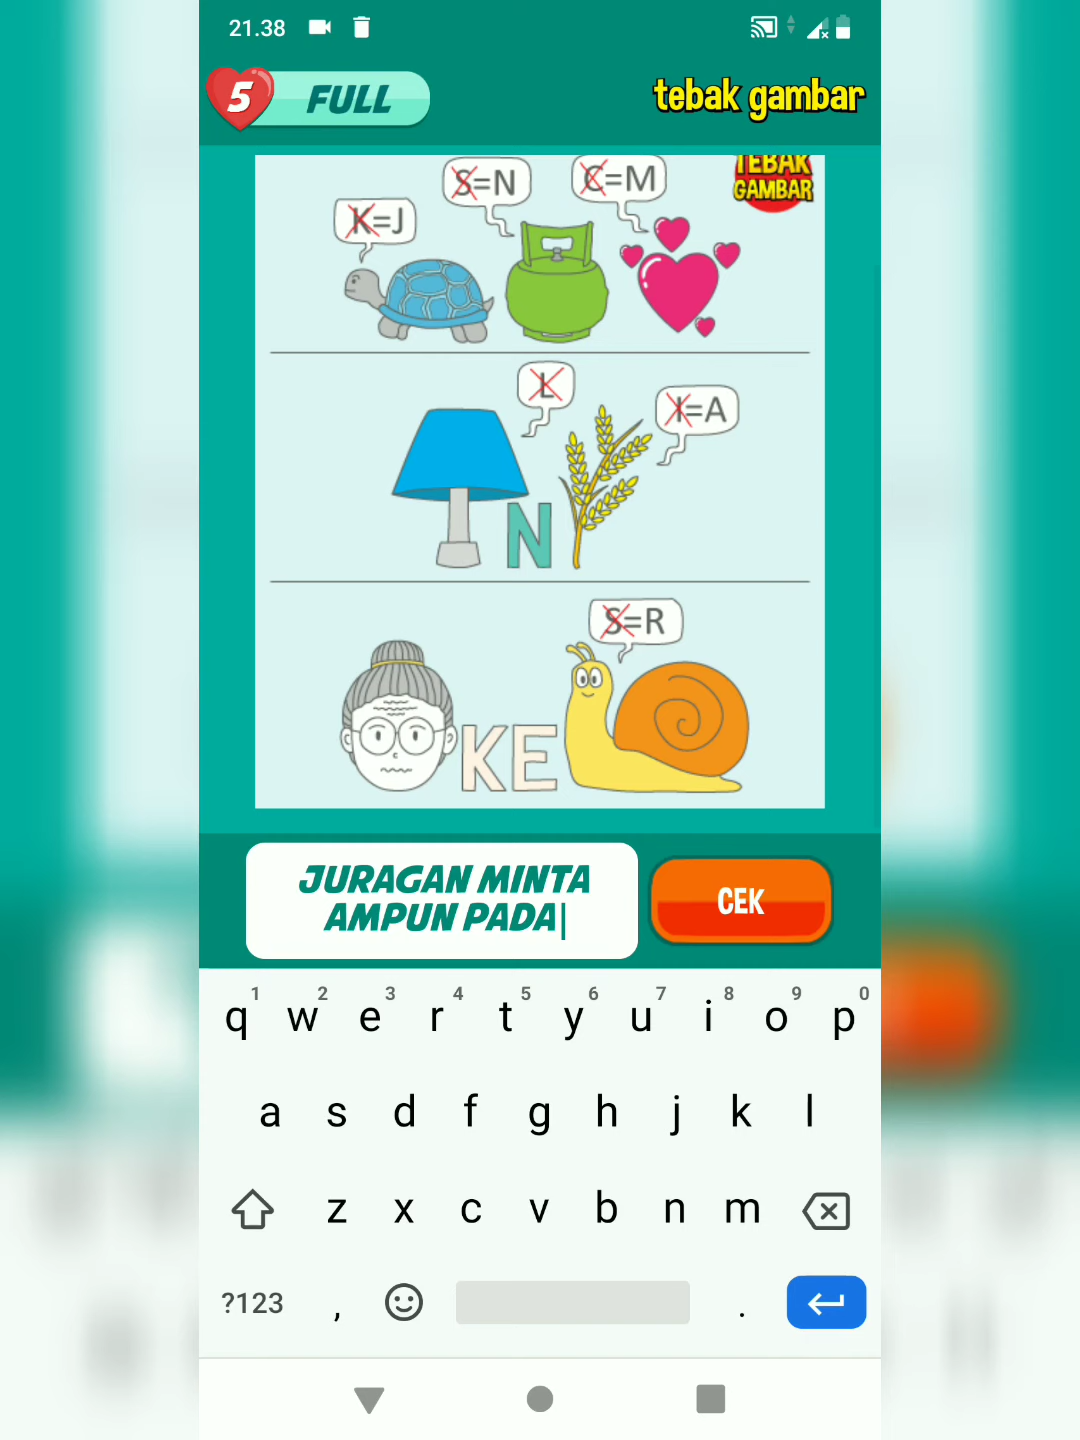 21.38
5 FULL
tebak gambar
TEBAK
GAMBAR
S=N
C=M
K=J
L
I=A
N
S=R
KE
JURAGAN MINTA
AMPUN PADA
CEK
1 2 3 4 5 6 7 8 9 0
q w e r t y u i o p
a s d f g h j k l
z x c v b n m
?123 , .